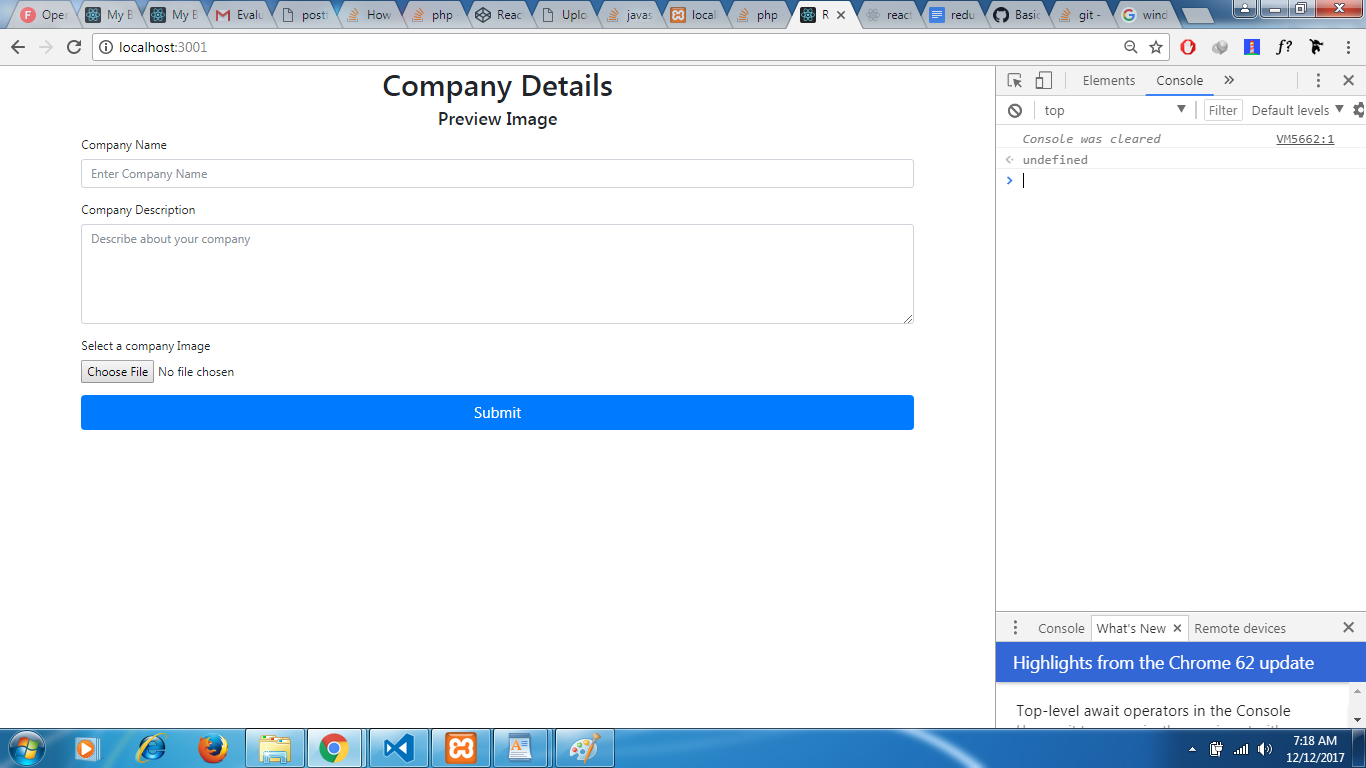 Oper
My B
My B
Evalu
post
How
php
Reac
Uplo
javas
local
php
R
react
redu
Basic
git -
wind
localhost:3001
f?
Company Details
Preview Image
Company Name
Enter Company Name
Company Description
Describe about your company
Select a company Image
Choose File No file chosen
Submit
Elements Console »
top Filter Default levels
Console was cleared VM5662:1
undefined
Console What's New Remote devices
Highlights from the Chrome 62 update
Top-level await operators in the Console
7:18 AM
12/12/2017